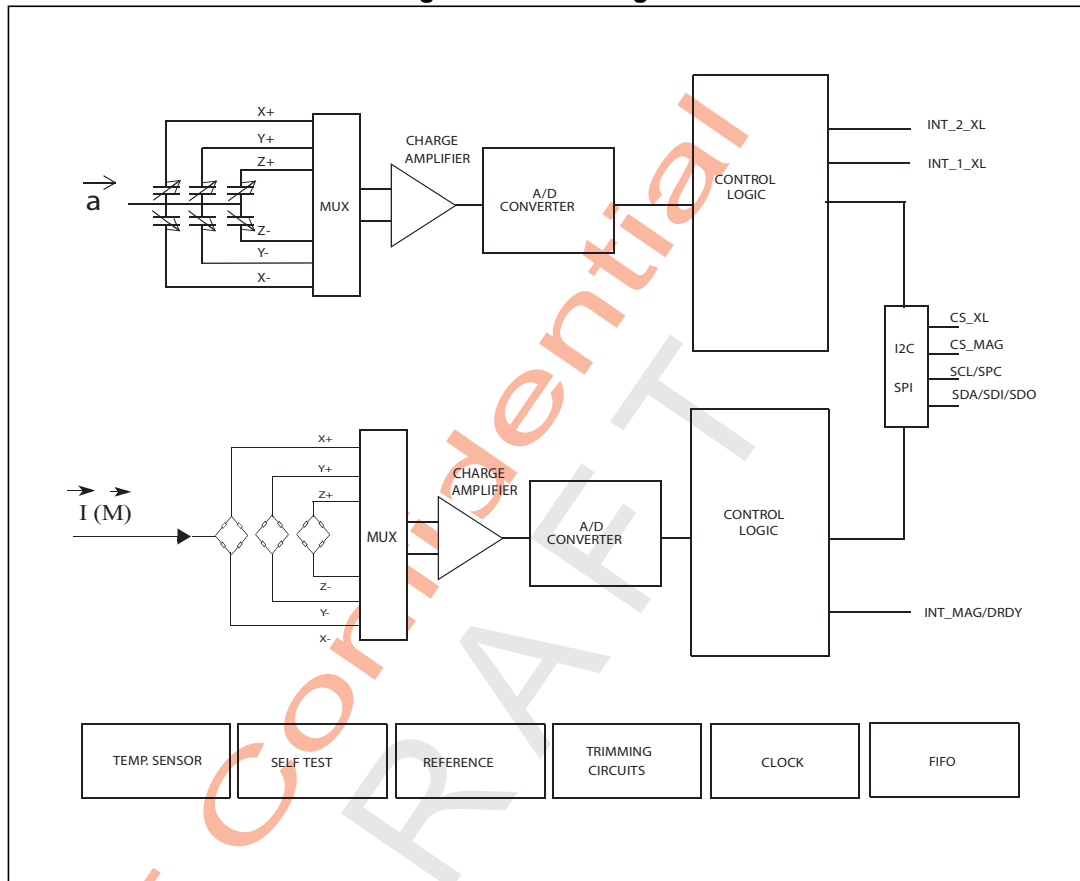 X+
Y+
Z+
a
Z-
Y-
X-
MUX
CHARGE
AMPLIFIER
A/D
CONVERTER
CONTROL
LOGIC
INT_2_XL
INT_1_XL
I2C
SPI
CS_XL
CS_MAG
SCL/SPC
SDA/SDI/SDO
X+
Y+
Z+
I (M)
Z-
Y-
X-
MUX
CHARGE
AMPLIFIER
A/D
CONVERTER
CONTROL
LOGIC
INT_MAG/DRDY
TEMP. SENSOR
SELF TEST
REFERENCE
TRIMMING
CIRCUITS
CLOCK
FIFO
Confidential
RAFT